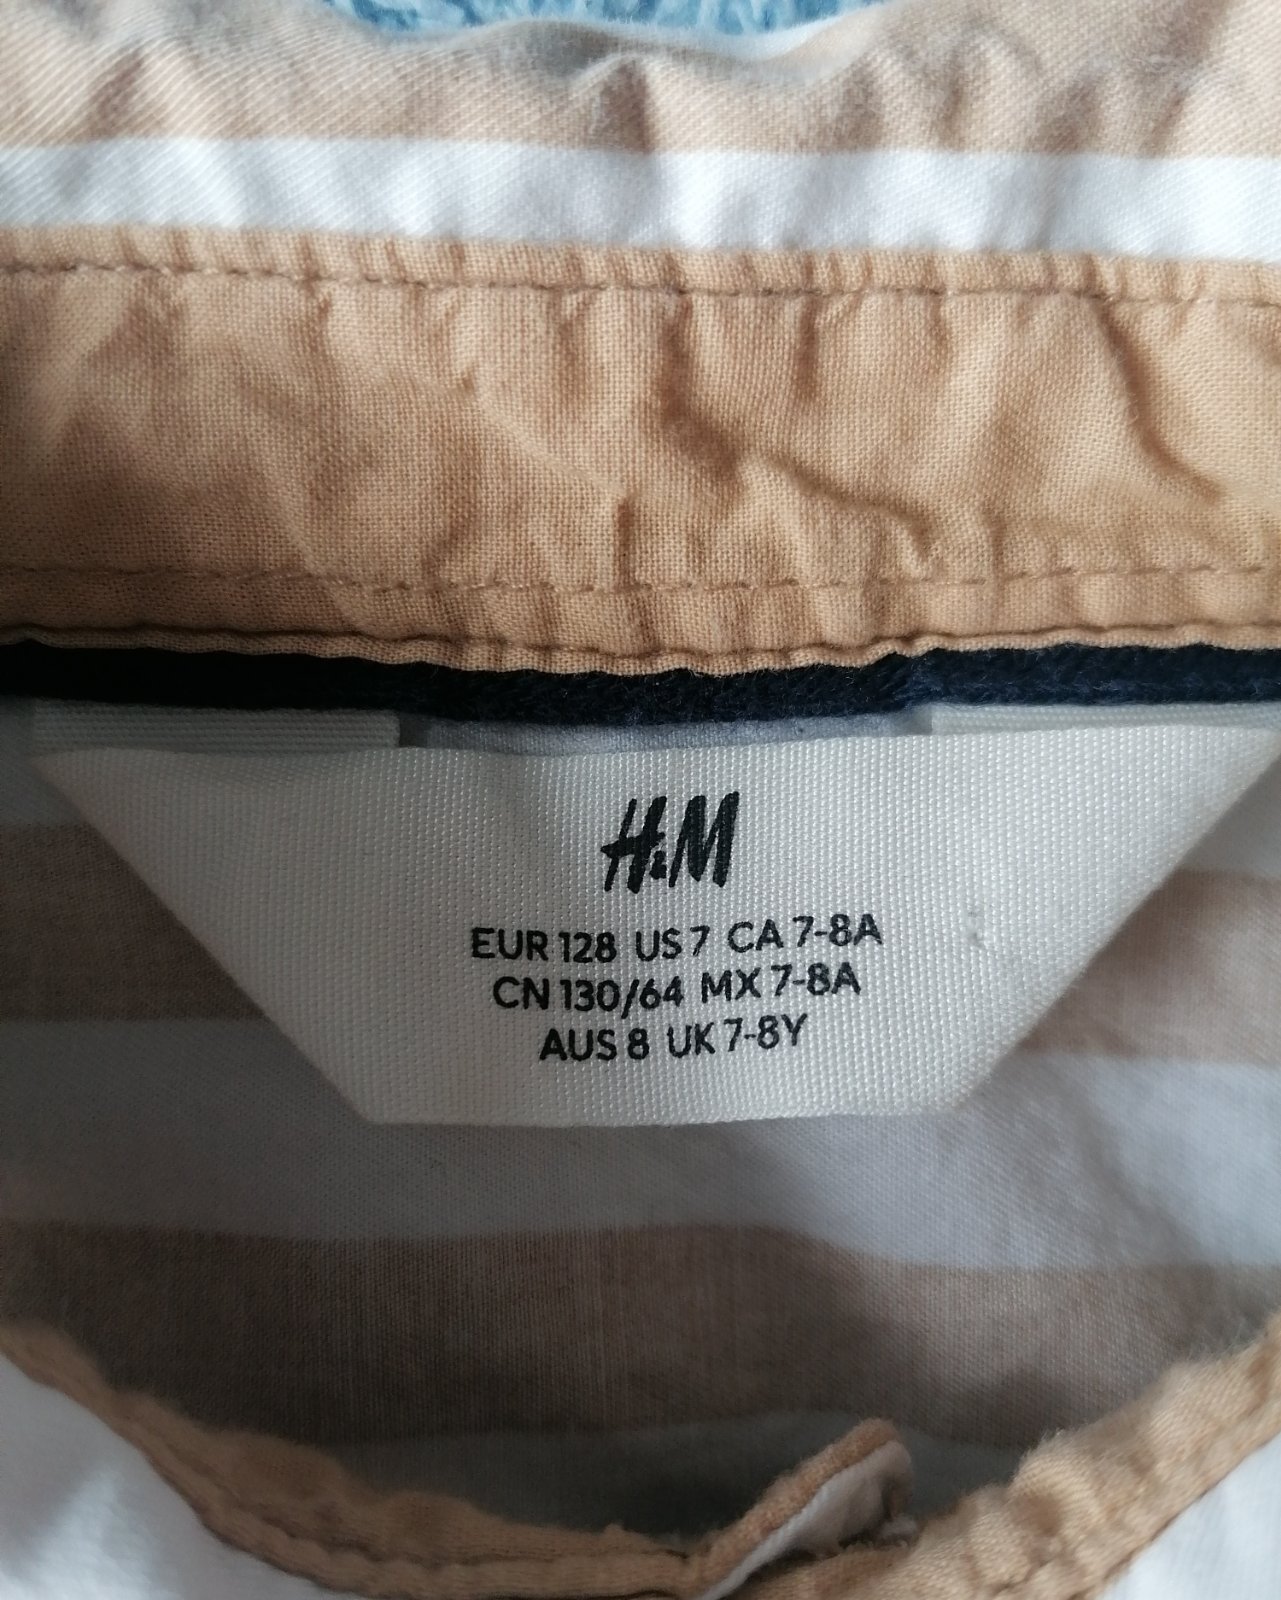 H&M
EUR 128 US 7 CA 7-8A
CN 130/64 MX 7-8A
AUS 8 UK 7-8Y